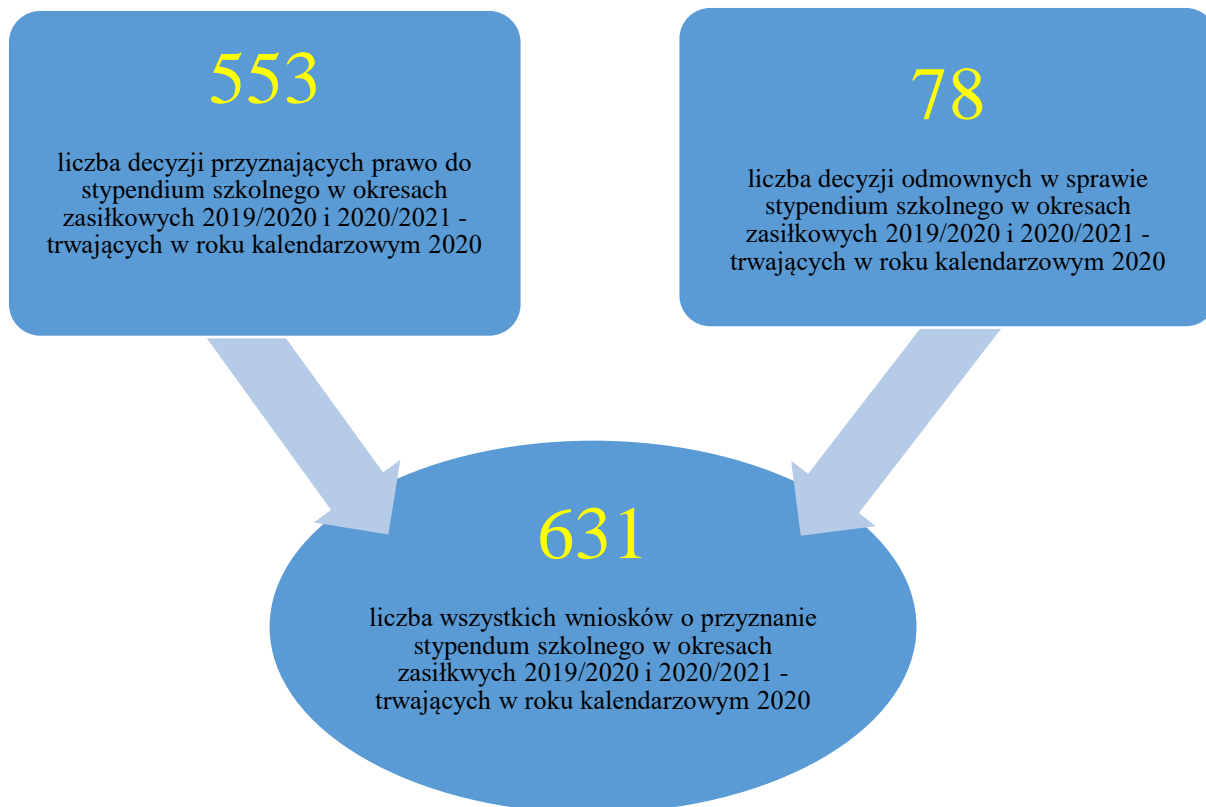 553
liczba decyzji przyznających prawo do
stypendium szkolnego w okresach
zasiłkowych 2019/2020 i 2020/2021 -
trwających w roku kalendarzowym 2020
78
liczba decyzji odmownych w sprawie
stypendium szkolnego w okresach
zasiłkowych 2019/2020 i 2020/2021 -
trwających w roku kalendarzowym 2020
631
liczba wszystkich wniosków o przyznanie
stypendum szkolnego w okresach
zasiłkwych 2019/2020 i 2020/2021 -
trwających w roku kalendarzowym 2020